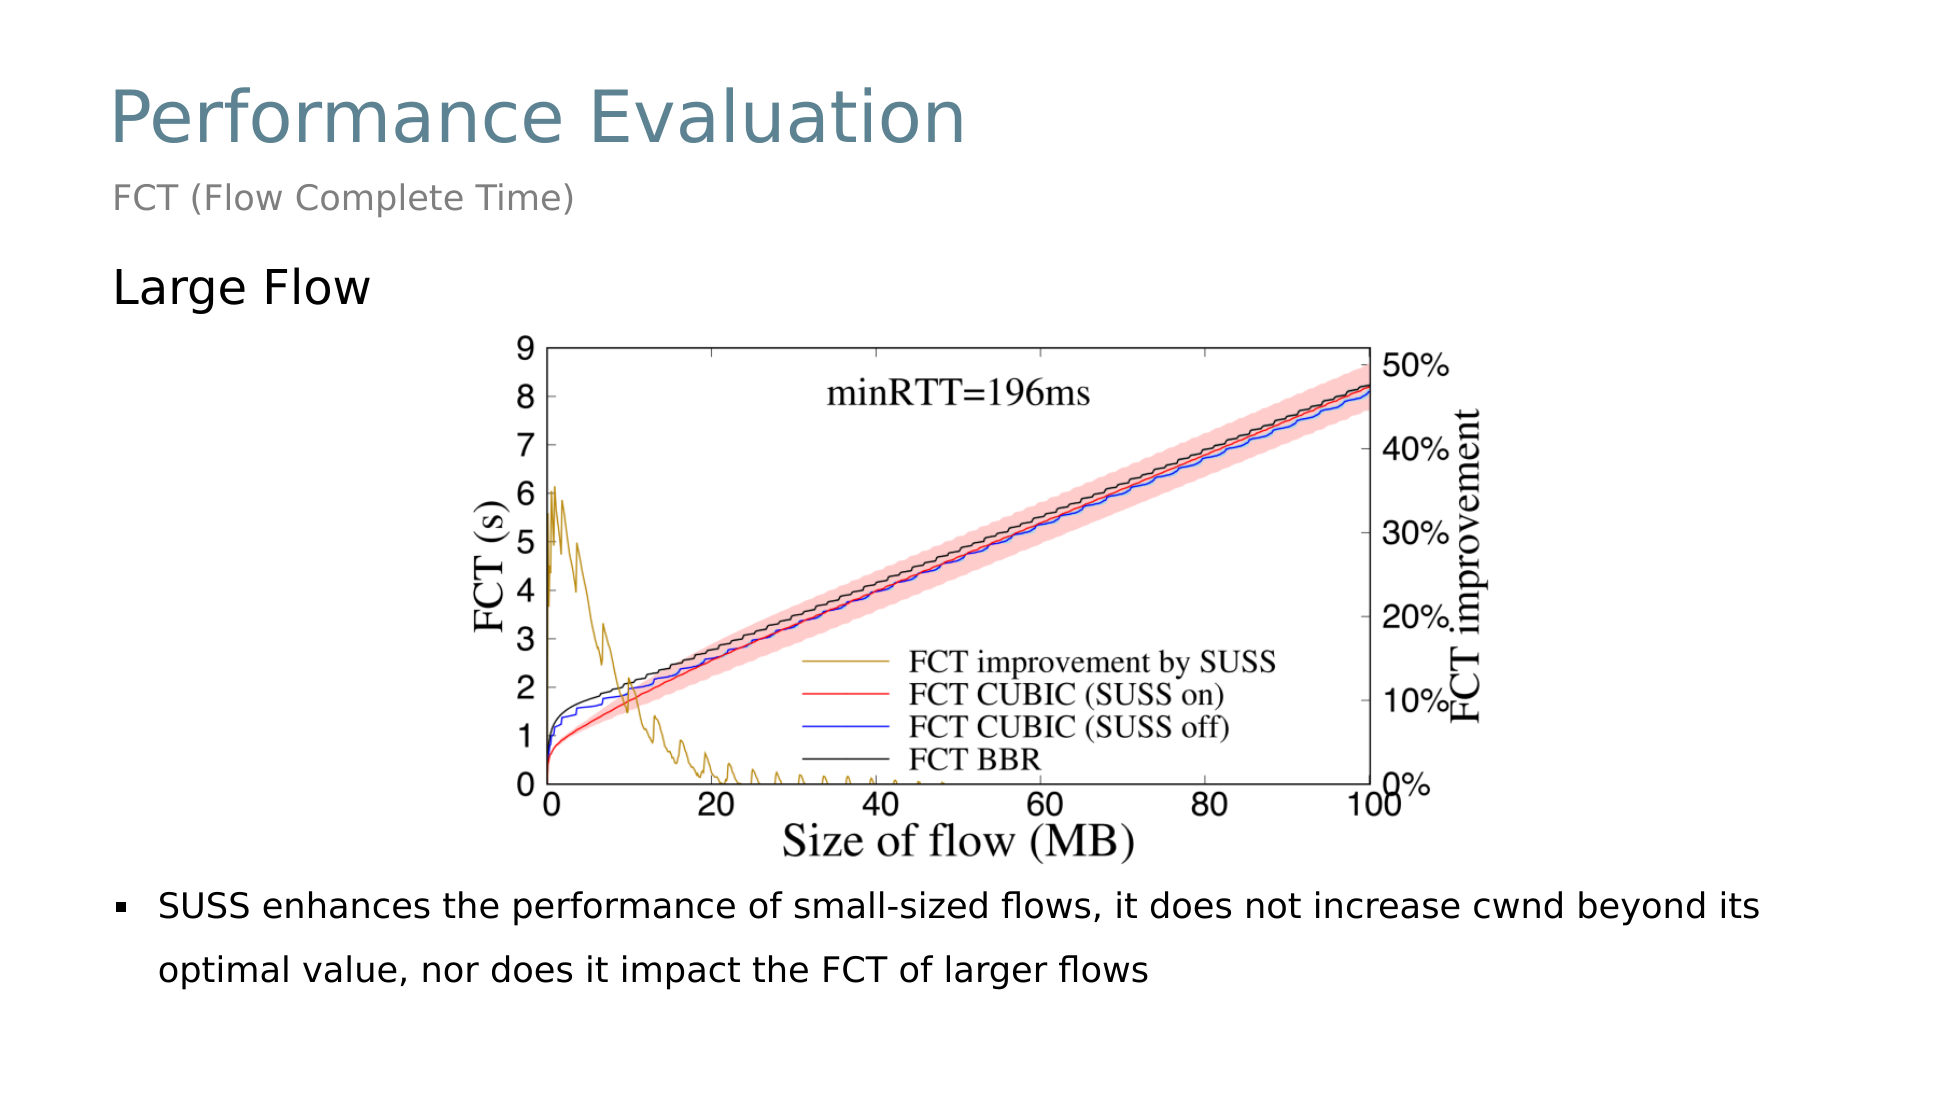 Performance Evaluation
FCT (Flow Complete Time)
Large Flow
minRTT=196ms
9
8
7
6
5
4
3
2
1
0
FCT (s)
50%
40%
30%
20%
10%
0%
FCT improvement
FCT improvement by SUSS
FCT CUBIC (SUSS on)
FCT CUBIC (SUSS off)
FCT BBR
0 20 40 60 80 100
Size of flow (MB)
▪ SUSS enhances the performance of small-sized flows, it does not increase cwnd beyond its
optimal value, nor does it impact the FCT of larger flows